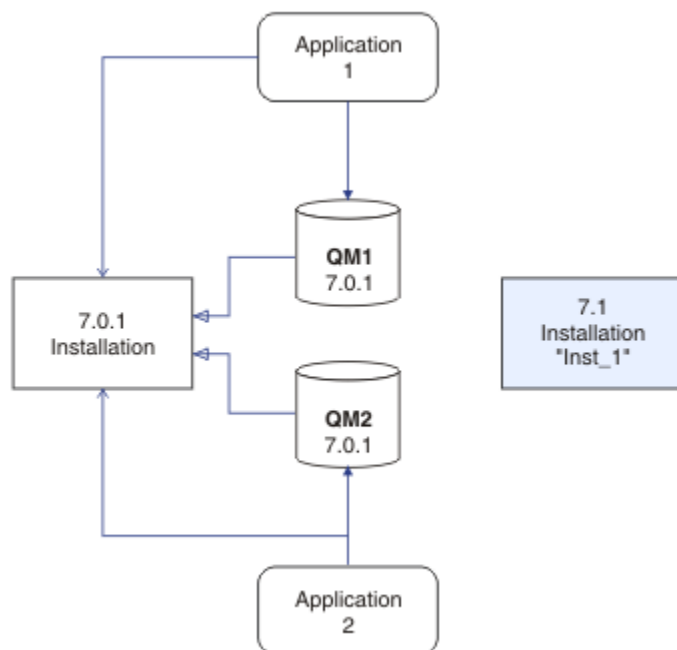 Application
1
QM1
7.0.1
7.0.1
Installation
7.1
Installation
"Inst_1"
QM2
7.0.1
Application
2